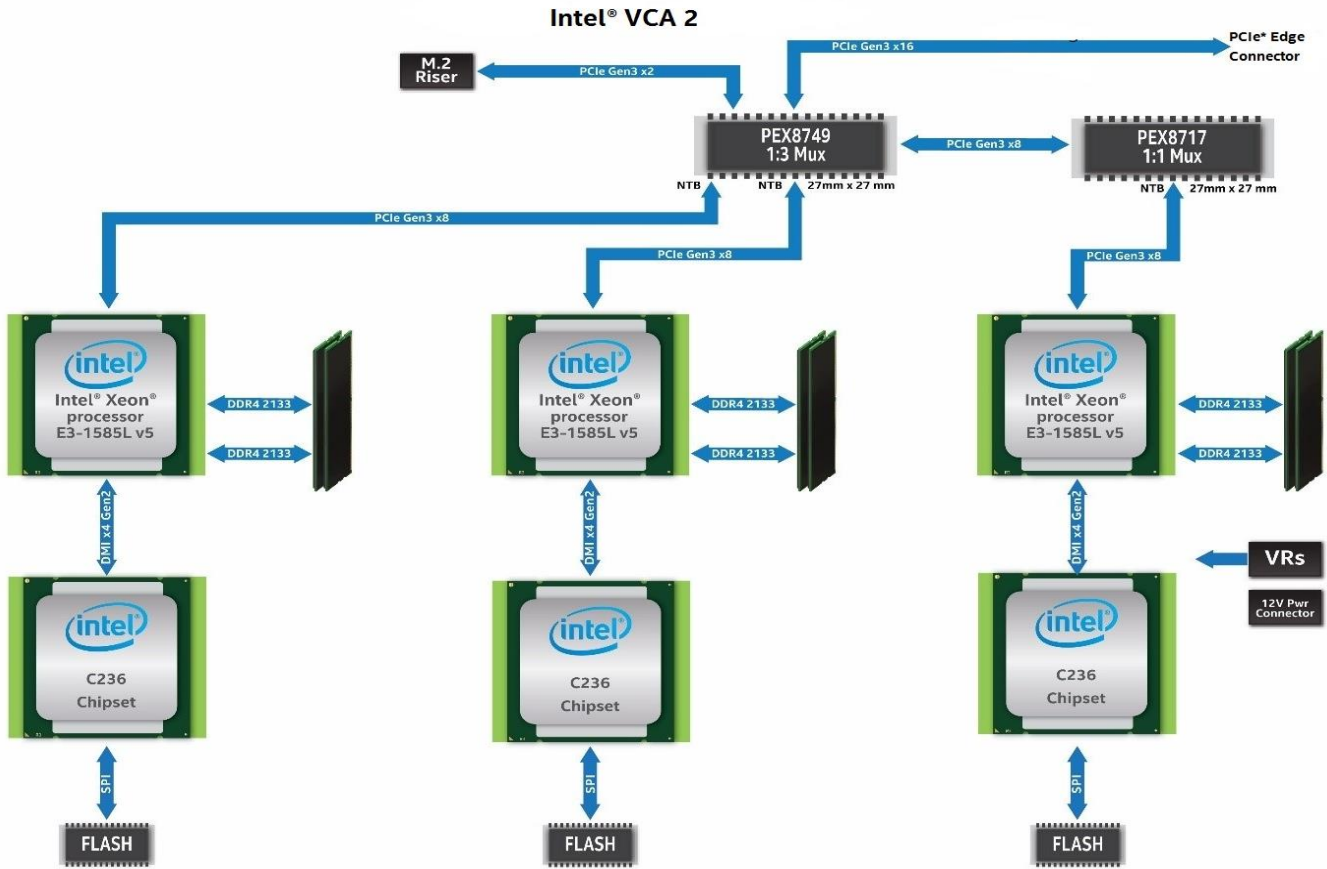 Intel® VCA 2
PCIe Gen3 x16
PCIe* Edge
Connector
M.2
Riser
PCIe Gen3 x2
PEX8749
1:3 Mux
PCIe Gen3 x8
PEX8717
1:1 Mux
NTB
NTB
27mm x 27 mm
NTB
27mm x 27 mm
PCIe Gen3 x8
PCIe Gen3 x8
PCIe Gen3 x8
intel®
Intel® Xeon®
processor
E3-1585L v5
DDR4 2133
DDR4 2133
intel®
Intel® Xeon®
processor
E3-1585L v5
DDR4 2133
DDR4 2133
intel®
Intel® Xeon®
processor
E3-1585L v5
DDR4 2133
DDR4 2133
DMI x4 Gen2
DMI x4 Gen2
DMI x4 Gen2
VRs
12V Pwr
Connector
intel®
C236
Chipset
intel®
C236
Chipset
intel®
C236
Chipset
SPI
SPI
SPI
FLASH
FLASH
FLASH